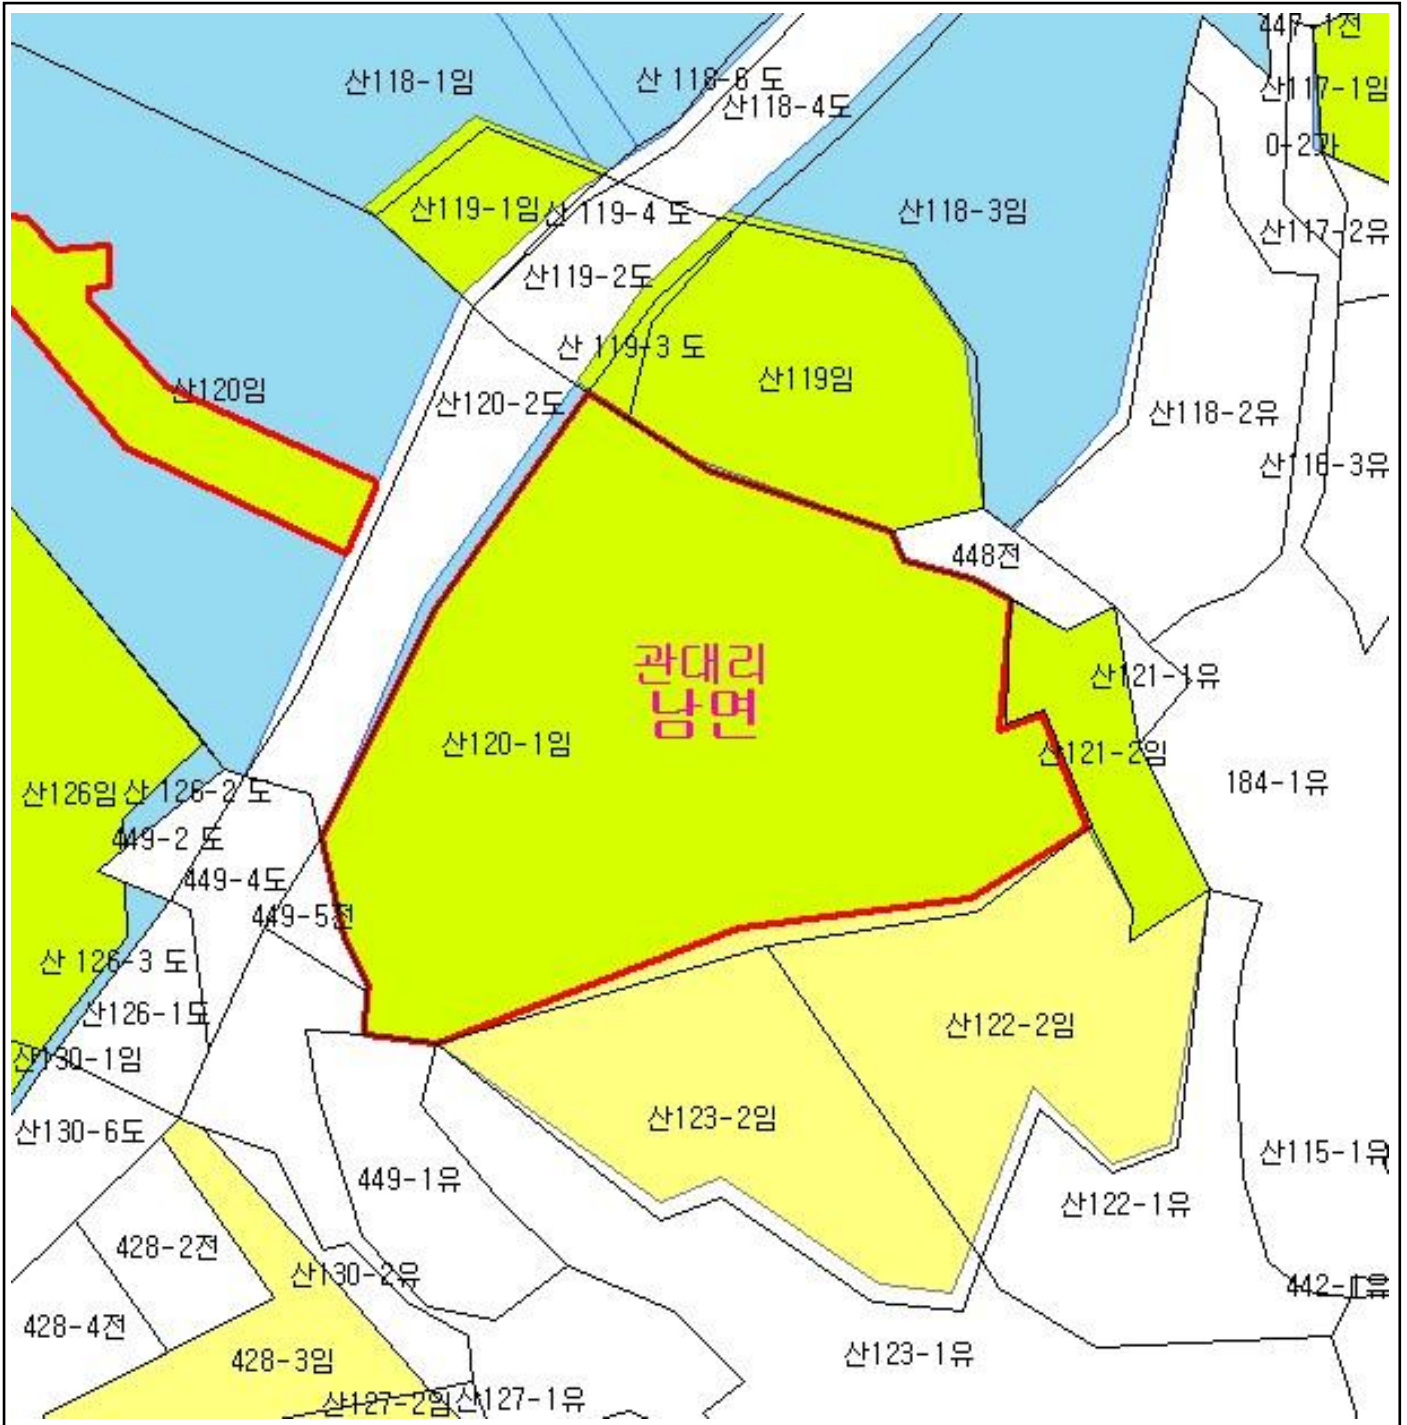 447-1전
산118-1임
산 118-6 도
산118-4도
산117-1임
산119-1임
산 119-4 도
산118-3임
산117-2유
산119-2도
산 119-3 도
산119임
산120임
산120-2도
산118-2유
산116-3유
448전
관대리
남면
산121-1유
산120-1임
산121-2임
184-1유
산126임
산 126-2 도
449-2 도
449-4도
449-5전
산 126-3 도
산126-1도
산122-2임
산130-1임
산123-2임
산130-6도
산115-1유
449-1유
산122-1유
428-2전
산130-2유
428-4전
428-3임
산123-1유
산127-2임
산127-1유